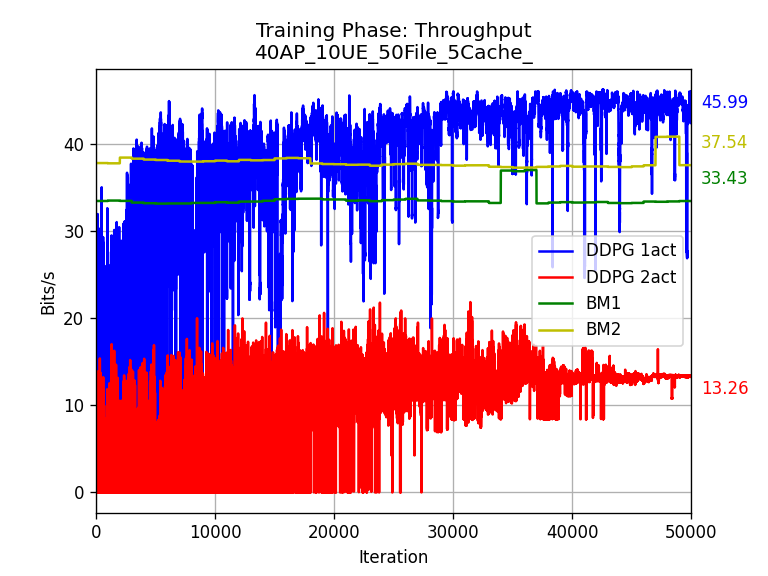 Training Phase: Throughput
40AP_10UE_50File_5Cache_
45.99
37.54
33.43
13.26
Bits/s
40
30
20
10
0
DDPG 1act
DDPG 2act
BM1
BM2
0 10000 20000 30000 40000 50000
Iteration